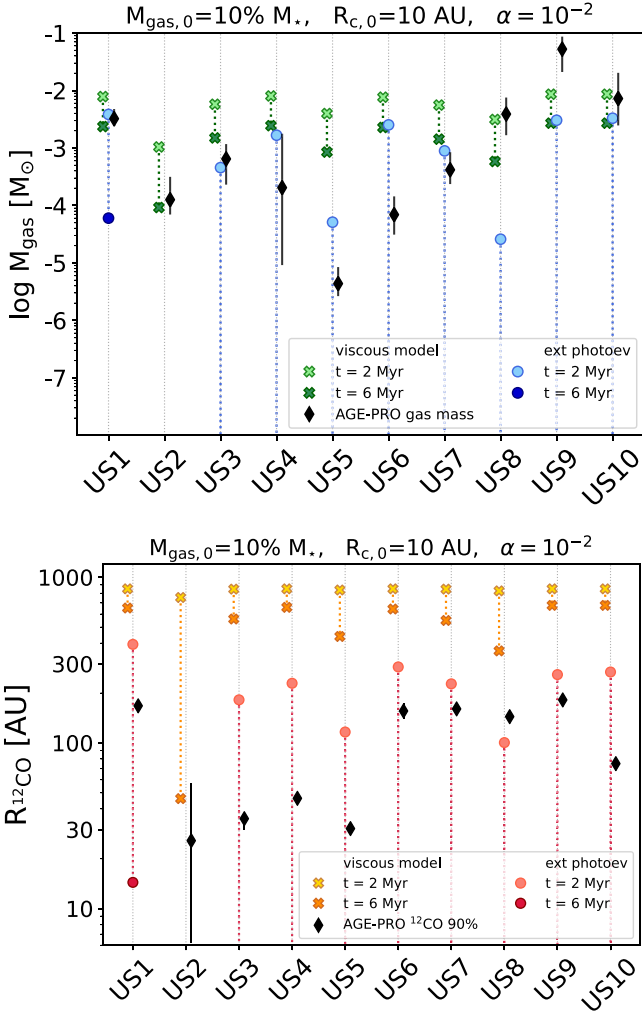 M_gas,0=10% M⋆, R_c,0=10 AU, α = 10⁻²
-1
-2
-3
-4
-5
-6
-7
log M_gas [M_⊙]
viscous model ext photoev
t = 2 Myr t = 2 Myr
t = 6 Myr t = 6 Myr
AGE-PRO gas mass
US1 US2 US3 US4 US5 US6 US7 US8 US9 US10
M_gas,0=10% M⋆, R_c,0=10 AU, α = 10⁻²
1000
300
100
30
10
R_¹²CO [AU]
viscous model ext photoev
t = 2 Myr t = 2 Myr
t = 6 Myr t = 6 Myr
AGE-PRO ¹²CO 90%
US1 US2 US3 US4 US5 US6 US7 US8 US9 US10